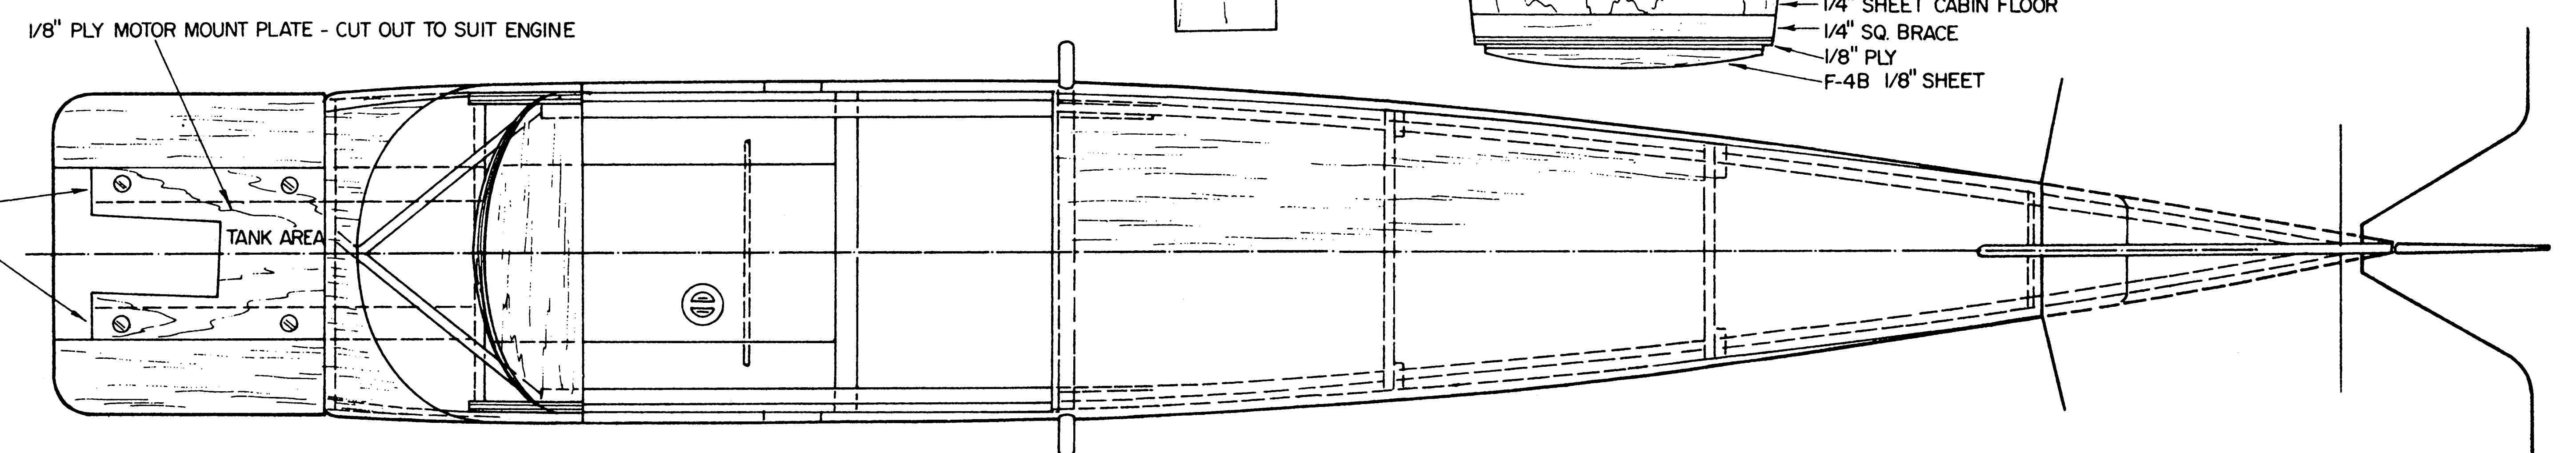 1/8" PLY MOTOR MOUNT PLATE - CUT OUT TO SUIT ENGINE
1/4" SHEET CABIN FLOOR
1/4" SQ. BRACE
1/8" PLY
F-4B 1/8" SHEET
TANK AREA